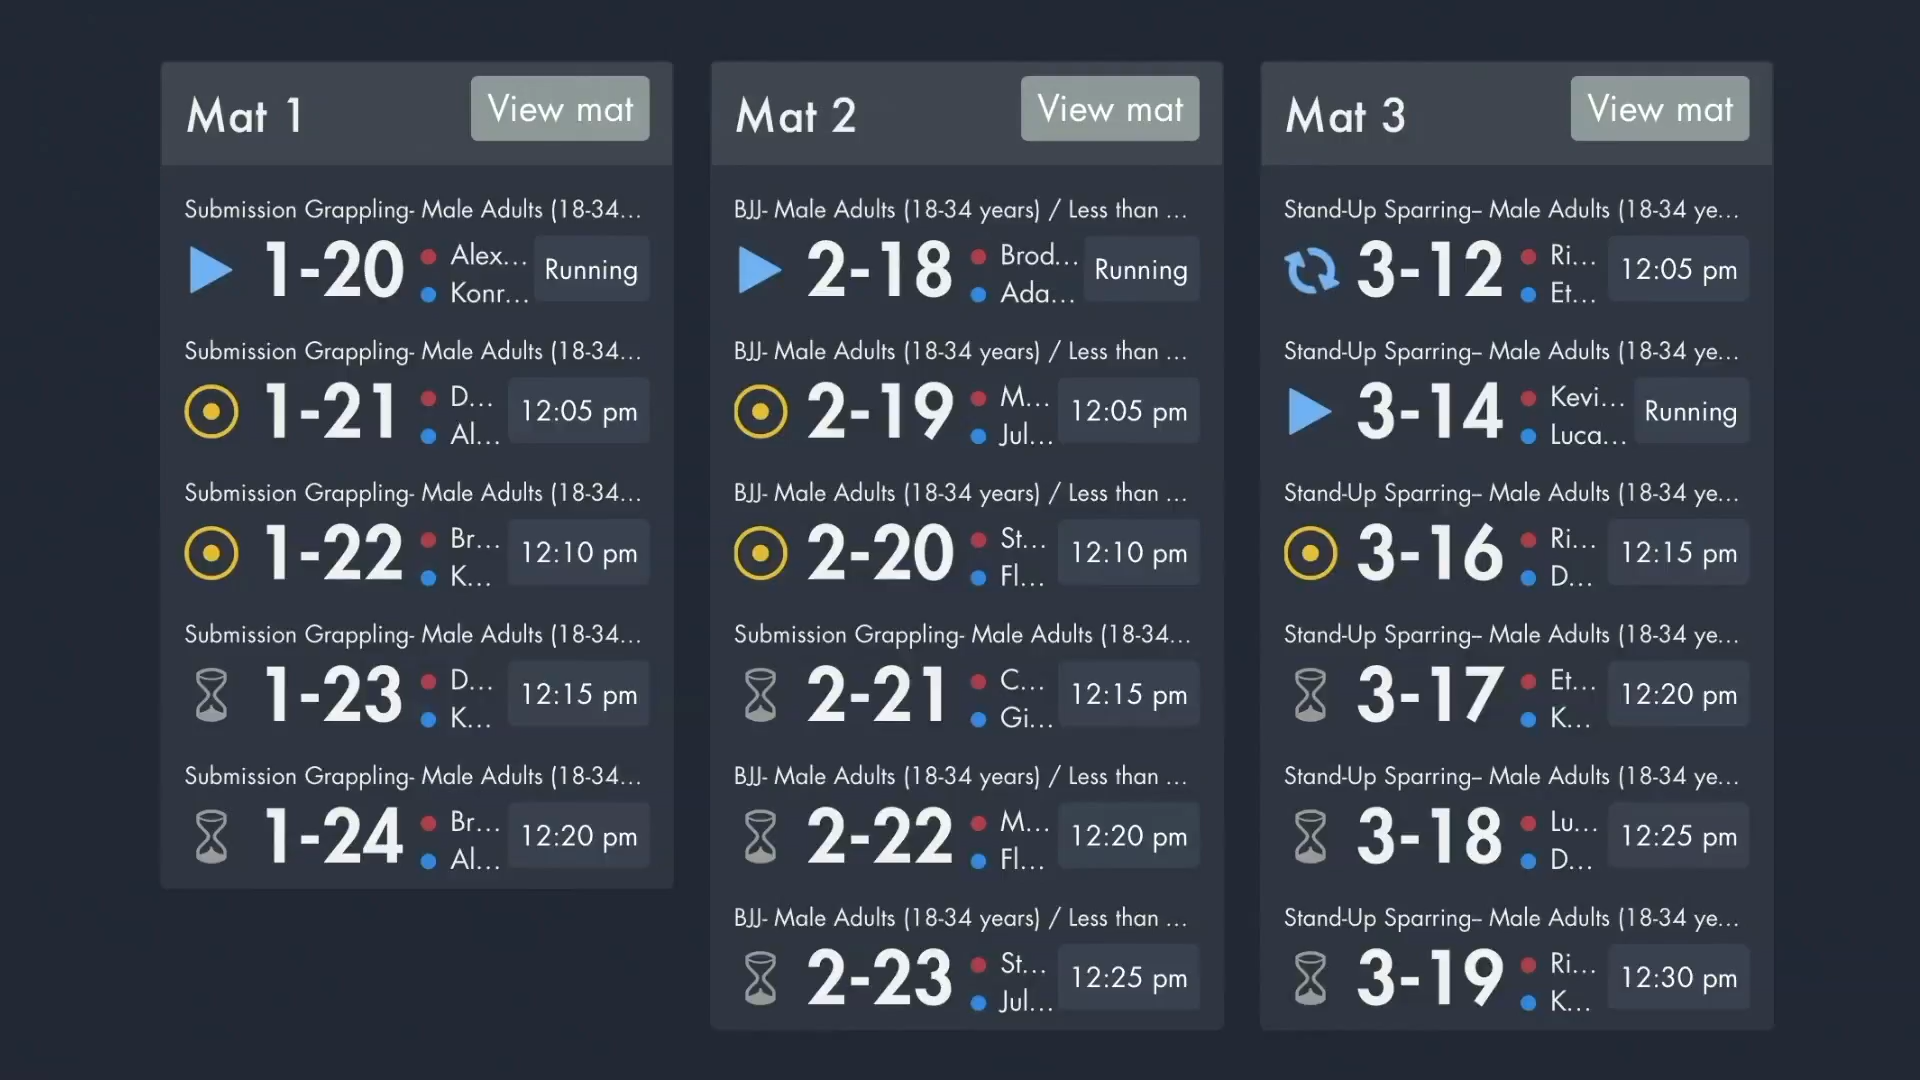 Mat 1
View mat
Submission Grappling- Male Adults (18-34...
1-20
Alex...
Konr...
Running
Submission Grappling- Male Adults (18-34...
1-21
D...
Al...
12:05 pm
Submission Grappling- Male Adults (18-34...
1-22
Br...
K...
12:10 pm
Submission Grappling- Male Adults (18-34...
1-23
D...
K...
12:15 pm
Submission Grappling- Male Adults (18-34...
1-24
Br...
Al...
12:20 pm
Mat 2
View mat
BJJ- Male Adults (18-34 years) / Less than ...
2-18
Brod...
Ada...
Running
BJJ- Male Adults (18-34 years) / Less than ...
2-19
M...
Jul...
12:05 pm
BJJ- Male Adults (18-34 years) / Less than ...
2-20
St...
Fl...
12:10 pm
Submission Grappling- Male Adults (18-34...
2-21
C...
Gi...
12:15 pm
BJJ- Male Adults (18-34 years) / Less than ...
2-22
M...
Fl...
12:20 pm
BJJ- Male Adults (18-34 years) / Less than ...
2-23
St...
Jul...
12:25 pm
Mat 3
View mat
Stand-Up Sparring– Male Adults (18-34 ye...
3-12
Ri...
Et...
12:05 pm
Stand-Up Sparring– Male Adults (18-34 ye...
3-14
Kevi...
Luca...
Running
Stand-Up Sparring– Male Adults (18-34 ye...
3-16
Ri...
D...
12:15 pm
Stand-Up Sparring– Male Adults (18-34 ye...
3-17
Et...
K...
12:20 pm
Stand-Up Sparring– Male Adults (18-34 ye...
3-18
Lu...
D...
12:25 pm
Stand-Up Sparring– Male Adults (18-34 ye...
3-19
Ri...
K...
12:30 pm